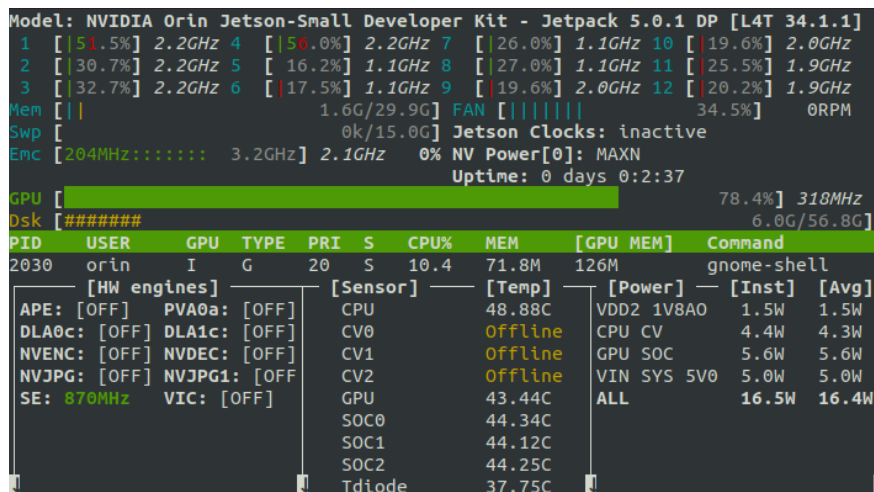 Model: NVIDIA Orin Jetson-Small Developer Kit - Jetpack 5.0.1 DP [L4T 34.1.1]
1 [|51.5%] 2.2GHz 4 [|56.0%] 2.2GHz 7 [|26.0%] 1.1GHz 10 [|19.6%] 2.0GHz
2 [|30.7%] 2.2GHz 5 [ 16.2%] 1.1GHz 8 [|27.0%] 1.1GHz 11 [|25.5%] 1.9GHz
3 [|32.7%] 2.2GHz 6 [|17.5%] 1.1GHz 9 [|19.6%] 2.0GHz 12 [|20.2%] 1.9GHz
Mem [|| 1.6G/29.9G] FAN [||||||| 34.5%] 0RPM
Swp [ 0k/15.0G] Jetson Clocks: inactive
Emc [204MHz::::::: 3.2GHz] 2.1GHz 0% NV Power[0]: MAXN
Uptime: 0 days 0:2:37
GPU [ 78.4%] 318MHz
Dsk [####### 6.0G/56.8G]
PID USER GPU TYPE PRI S CPU% MEM [GPU MEM] Command
2030 orin I G 20 S 10.4 71.8M 126M gnome-shell
[HW engines] [Sensor] [Temp] [Power] [Inst] [Avg]
APE: [OFF] PVA0a: [OFF] CPU 48.88C VDD2 1V8AO 1.5W 1.5W
DLA0c: [OFF] DLA1c: [OFF] CV0 Offline CPU CV 4.4W 4.3W
NVENC: [OFF] NVDEC: [OFF] CV1 Offline GPU SOC 5.6W 5.6W
NVJPG: [OFF] NVJPG1: [OFF CV2 Offline VIN SYS 5V0 5.0W 5.0W
SE: 870MHz VIC: [OFF] GPU 43.44C ALL 16.5W 16.4W
SOC0 44.34C
SOC1 44.12C
SOC2 44.25C
Tdiode 37.75C